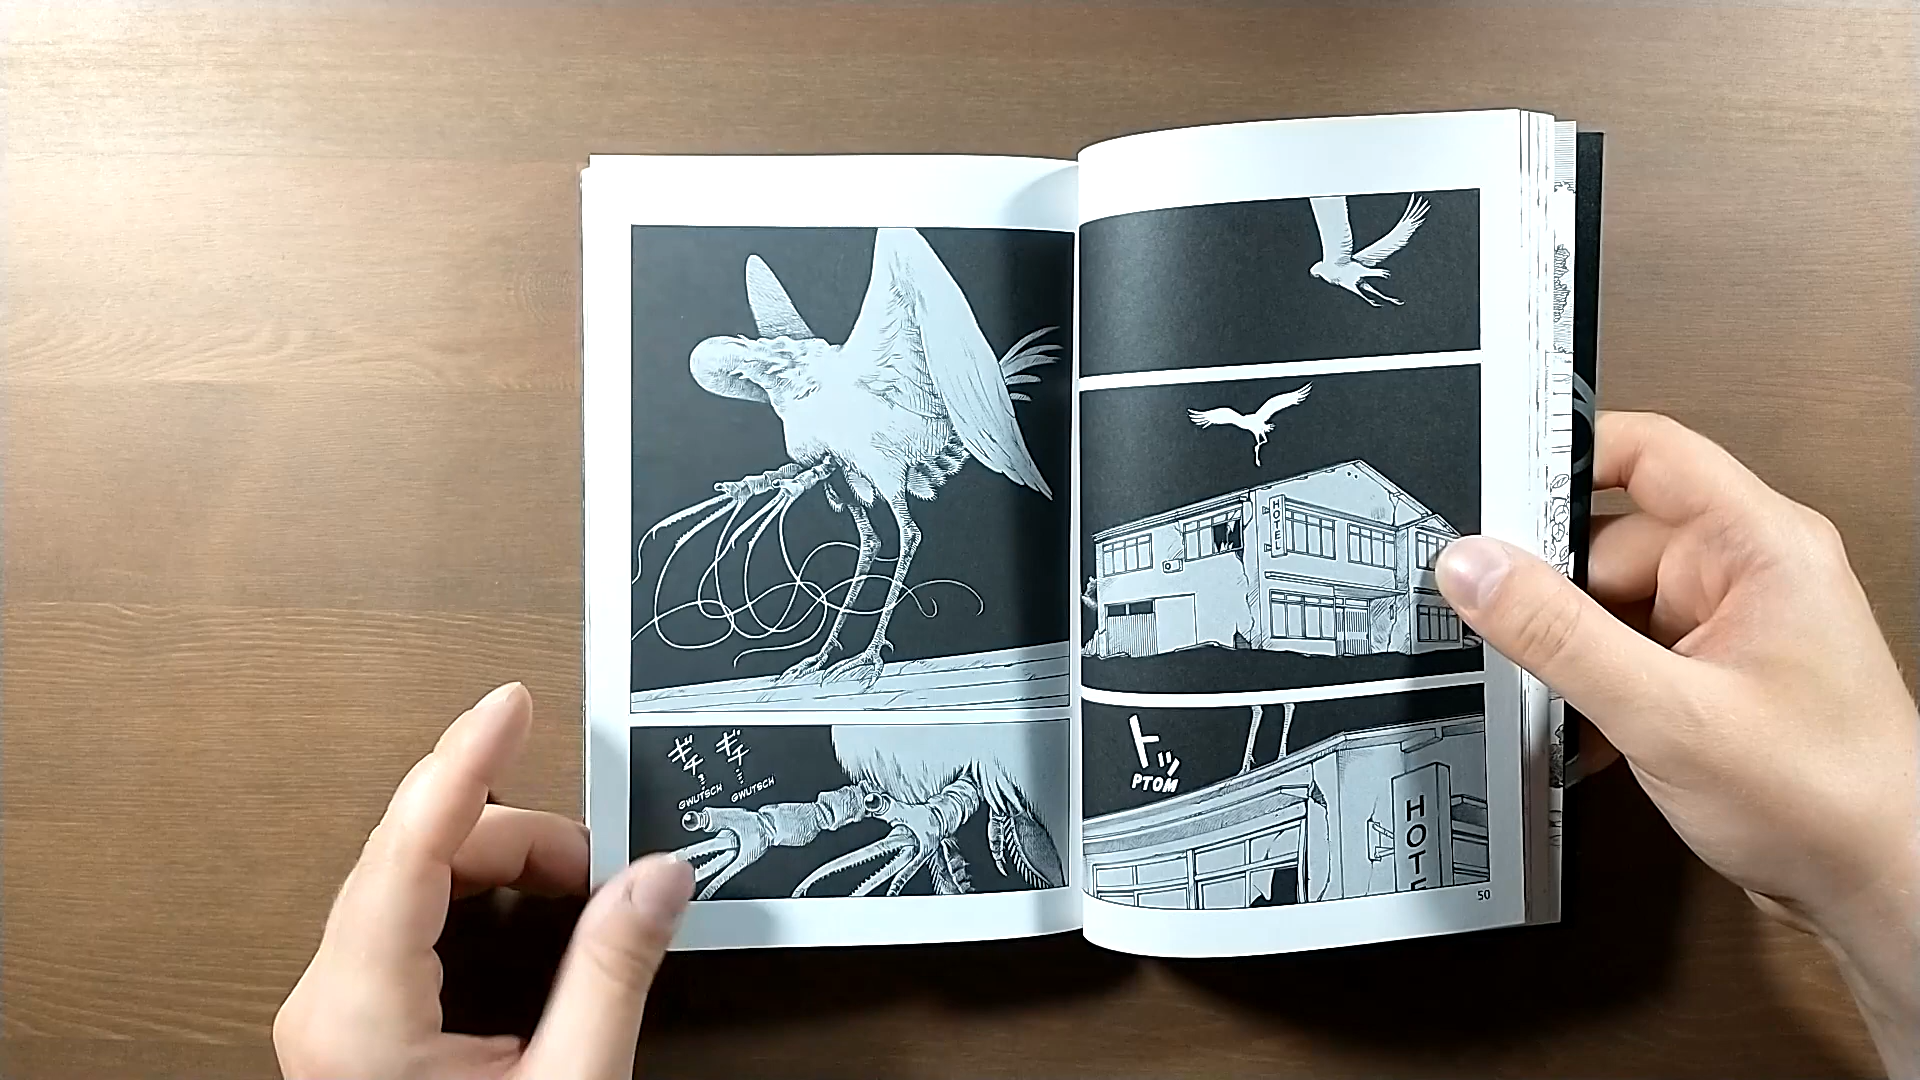 HOTEL
トッ
PTOM
HOTE
50
ギチ…
ギチ…
GWUTSCH
GWUTSCH